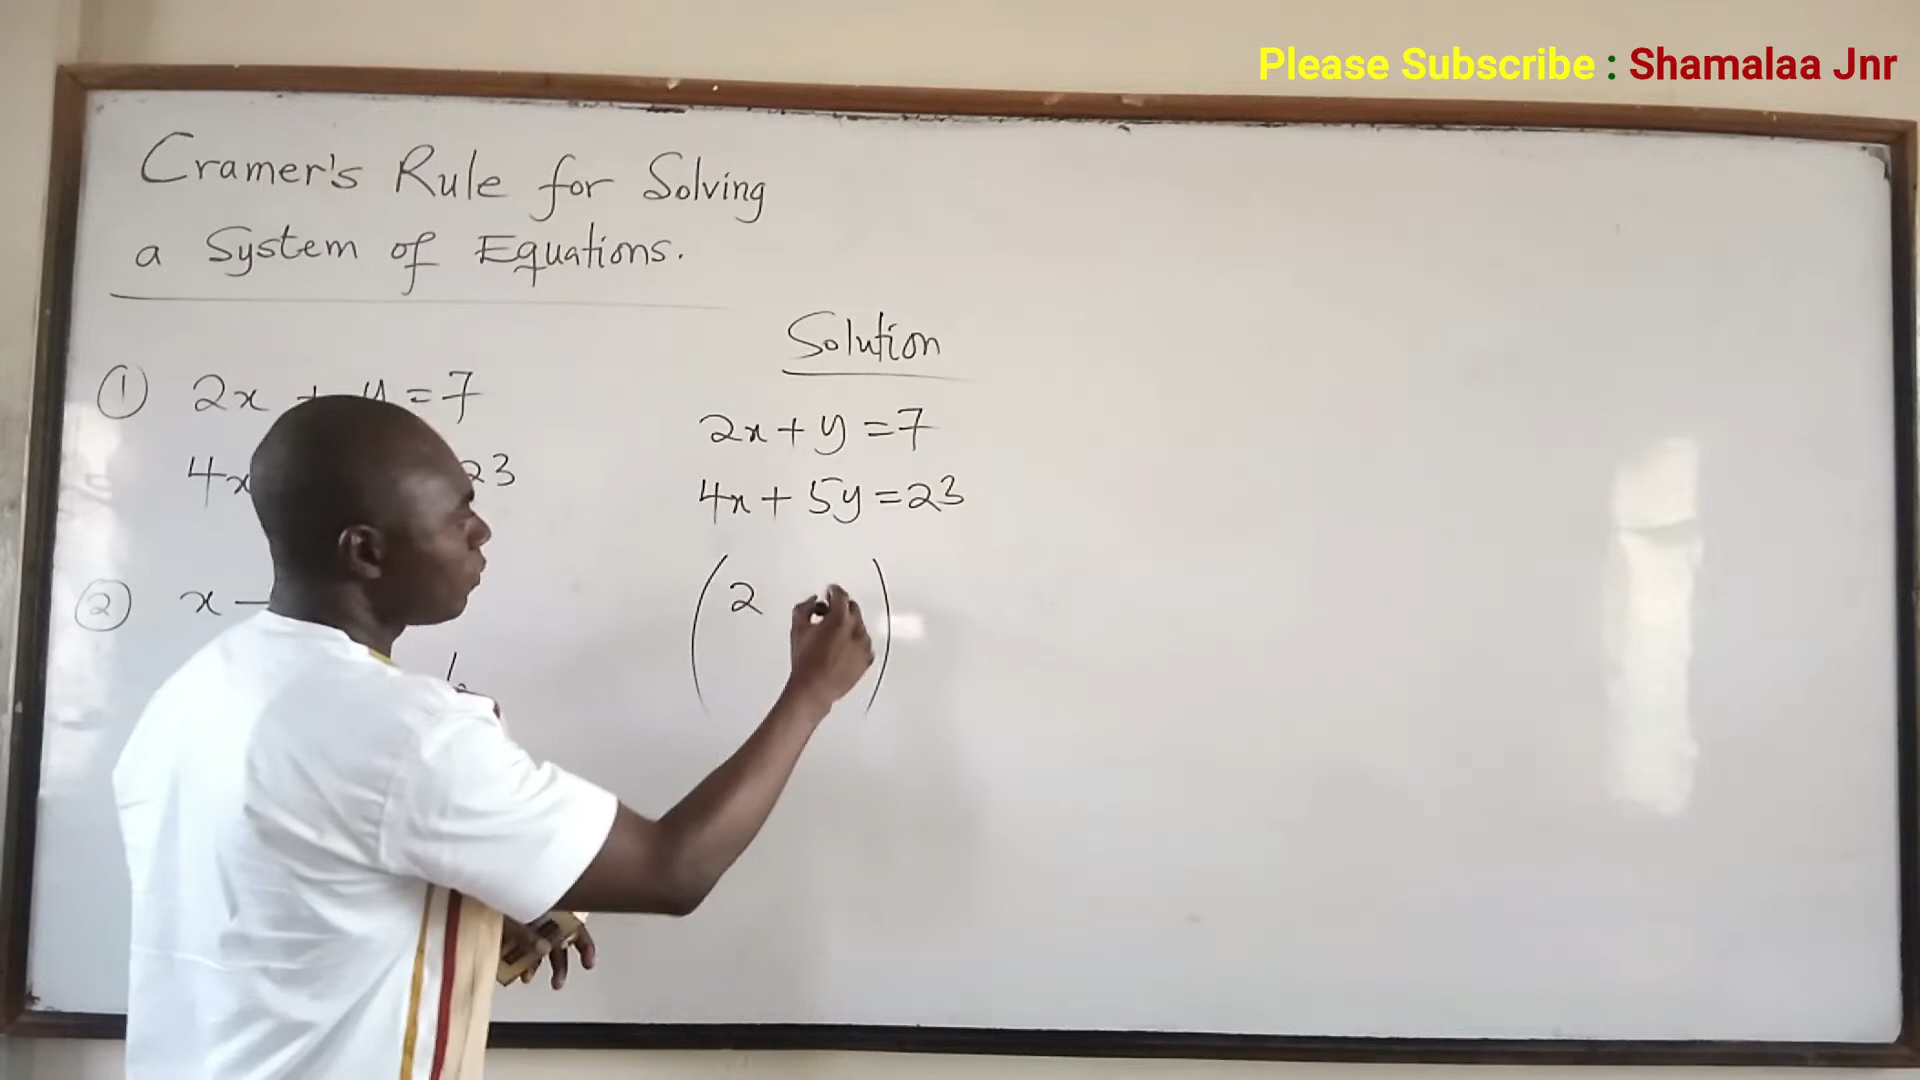 Please Subscribe : Shamalaa Jnr
Cramer's Rule for Solving
a System of Equations.
① 2x + y = 7
4x 23
② x –
Solution
2x + y = 7
4x + 5y = 23
( 2 )